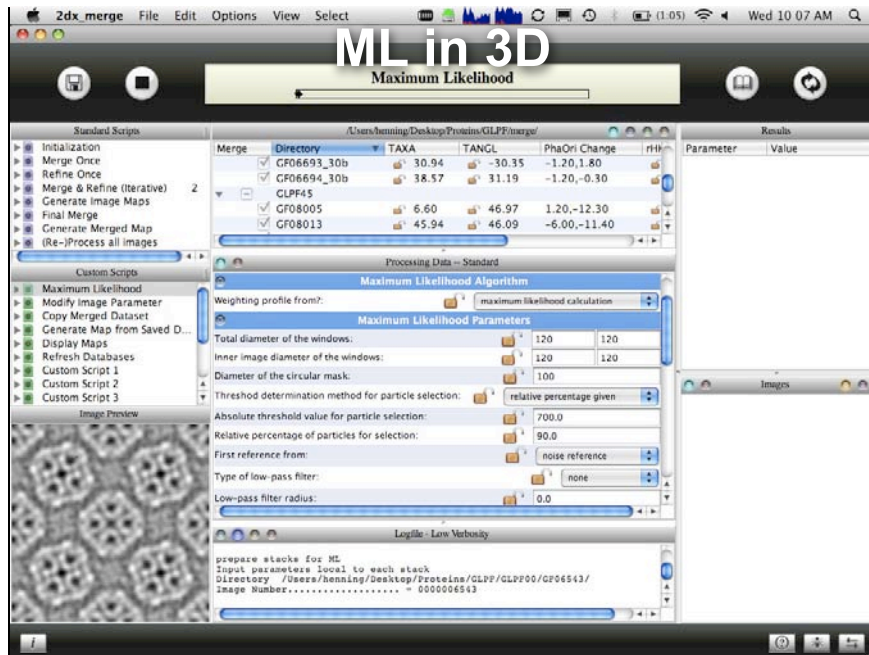 2dx_merge File Edit Options View Select (1:05) Wed 10 07 AM
ML in 3D
Maximum Likelihood
Standard Scripts
Initialization
Merge Once
Refine Once
Merge & Refine (Iterative) 2
Generate Image Maps
Final Merge
Generate Merged Map
(Re-)Process all images
Custom Scripts
Maximum Likelihood
Modify Image Parameter
Copy Merged Dataset
Generate Map from Saved D...
Display Maps
Refresh Databases
Custom Script 1
Custom Script 2
Custom Script 3
Image Preview
/Users/henning/Desktop/Proteins/GLPF/merge/
Merge Directory TAXA TANGL PhaOri Change rHK
GF06693_30b 30.94 -30.35 -1.20,1.80
GF06694_30b 38.57 31.19 -1.20,-0.30
GLPF45
GF08005 6.60 46.97 1.20,-12.30
GF08013 45.94 46.09 -6.00,-11.40
Processing Data -- Standard
Maximum Likelihood Algorithm
Weighting profile from?: maximum likelihood calculation
Maximum Likelihood Parameters
Total diameter of the windows: 120 120
Inner image diameter of the windows: 120 120
Diameter of the circular mask: 100
Threshod determination method for particle selection: relative percentage given
Absolute threshold value for particle selection: 700.0
Relative percentage of particles for selection: 90.0
First reference from: noise reference
Type of low-pass filter: none
Low-pass filter radius: 0.0
Logfile - Low Verbosity
prepare stacks for ML
Input parameters local to each stack
Directory /Users/henning/Desktop/Proteins/GLPF/GLPF00/GF06543/
Image Number................... = 0000006543
Results
Parameter Value
Images